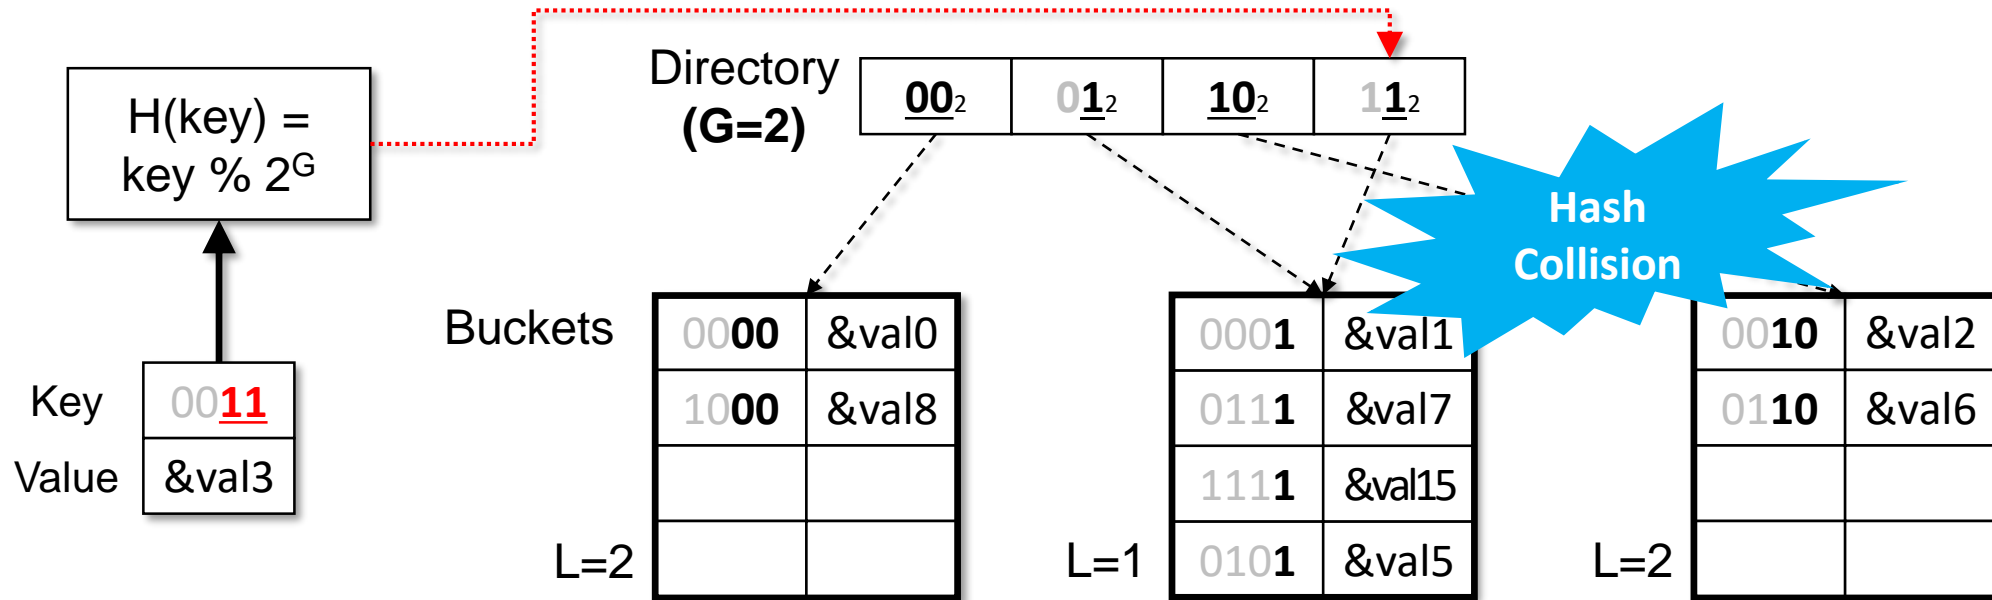 H(key) =
key % 2^G
Directory
(G=2)
00₂ 01₂ 10₂ 11₂
Hash
Collision
Buckets
0000 &val0
1000 &val8
L=2
0001 &val1
0111 &val7
1111 &val15
0101 &val5
L=1
0010 &val2
0110 &val6
L=2
Key 0011
Value &val3